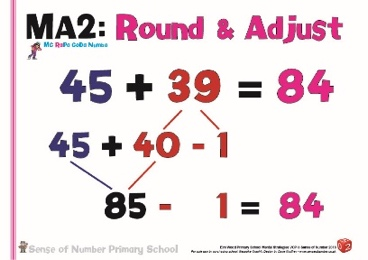 MA2: Round & Adjust
45 + 39 = 84
45 + 40 - 1
85 - 1 = 84
Sense of Number Primary School